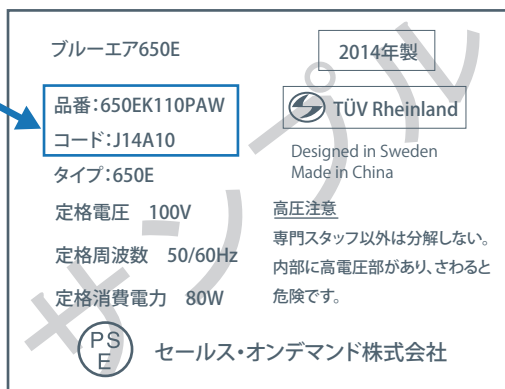 ブルーエア650E
2014年製
品番：650EK110PAW
コード：J14A10
TÜV Rheinland
タイプ：650E
Designed in Sweden
Made in China
定格電圧　100V
定格周波数　50/60Hz
定格消費電力　80W
高圧注意
専門スタッフ以外は分解しない。
内部に高電圧部があり、さわると
危険です。
PS
E
セールス・オンデマンド株式会社
サンプル